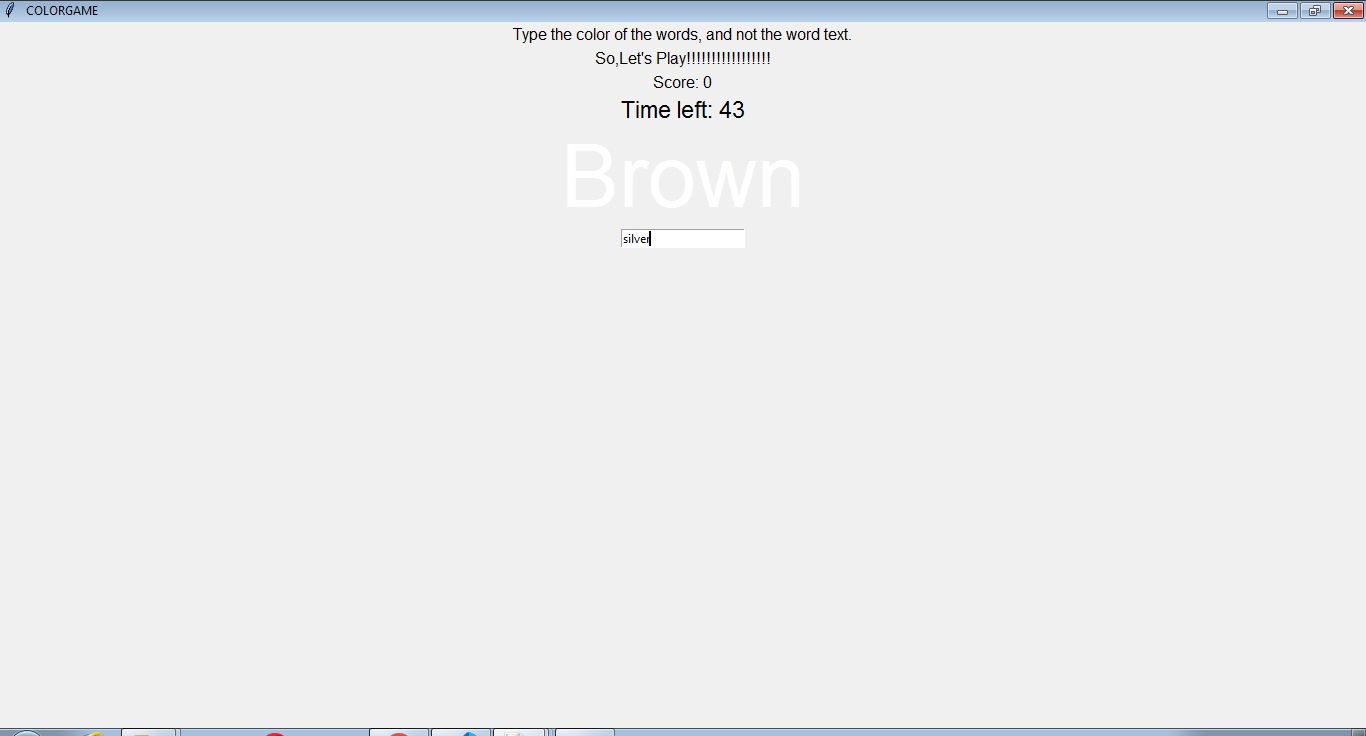 COLORGAME
Type the color of the words, and not the word text.
So,Let's Play!!!!!!!!!!!!!!!!!
Score: 0
Time left: 43
Brown
silver